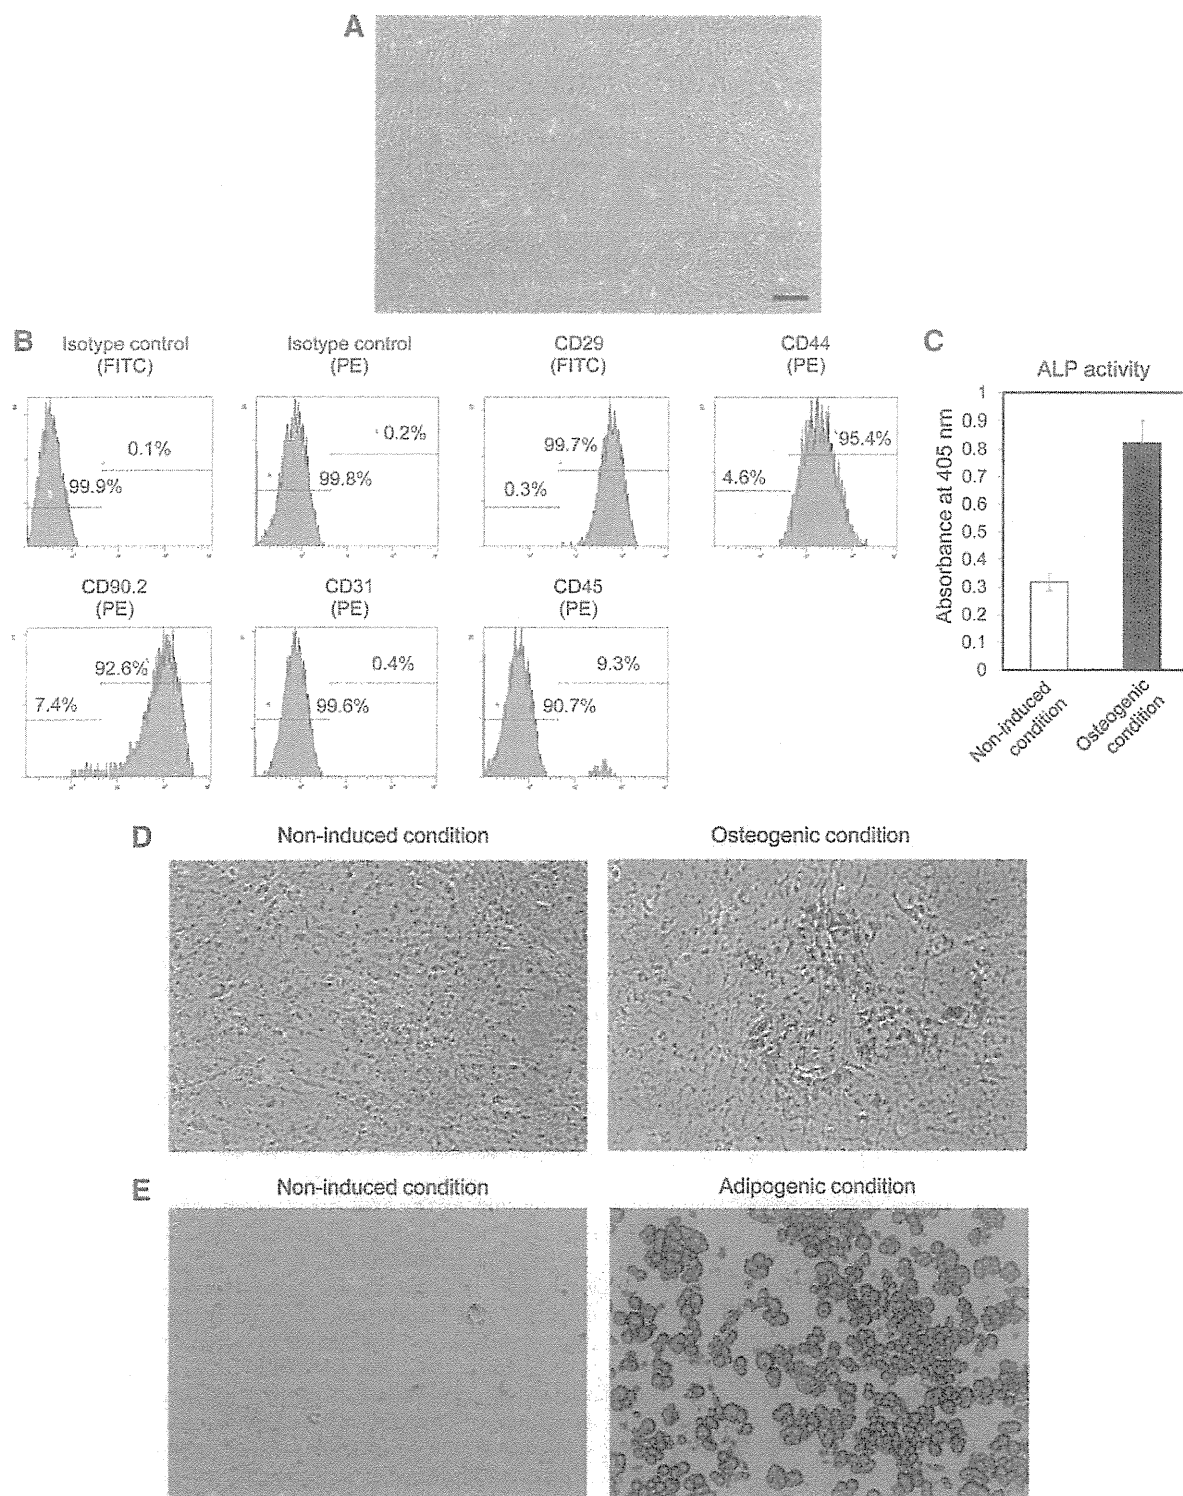 A
B
Isotype control
(FITC)
0.1%
99.9%
Isotype control
(PE)
0.2%
99.8%
CD29
(FITC)
99.7%
0.3%
CD44
(PE)
95.4%
4.6%
CD90.2
(PE)
92.6%
7.4%
CD31
(PE)
0.4%
99.6%
CD45
(PE)
9.3%
90.7%
C
ALP activity
Absorbance at 405 nm
1
0.9
0.8
0.7
0.6
0.5
0.4
0.3
0.2
0.1
0
Non-induced
condition
Osteogenic
condition
D
Non-induced condition
Osteogenic condition
E
Non-induced condition
Adipogenic condition